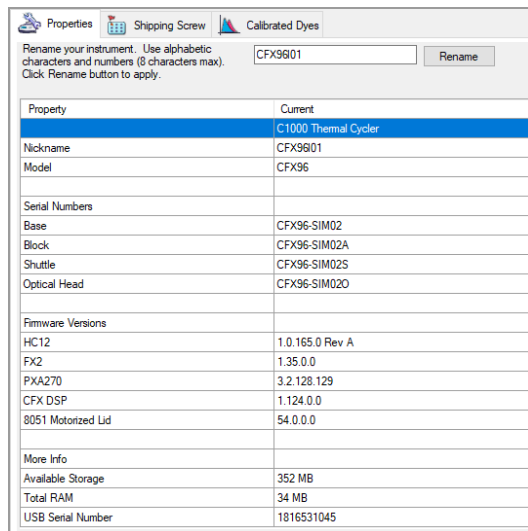 Properties Shipping Screw Calibrated Dyes
Rename your instrument. Use alphabetic
characters and numbers (8 characters max).
Click Rename button to apply.
CFX96I01
Rename
Property Current
C1000 Thermal Cycler
Nickname CFX96I01
Model CFX96
Serial Numbers
Base CFX96-SIM02
Block CFX96-SIM02A
Shuttle CFX96-SIM02S
Optical Head CFX96-SIM02O
Firmware Versions
HC12 1.0.165.0 Rev A
FX2 1.35.0.0
PXA270 3.2.128.129
CFX DSP 1.124.0.0
8051 Motorized Lid 54.0.0.0
More Info
Available Storage 352 MB
Total RAM 34 MB
USB Serial Number 1816531045